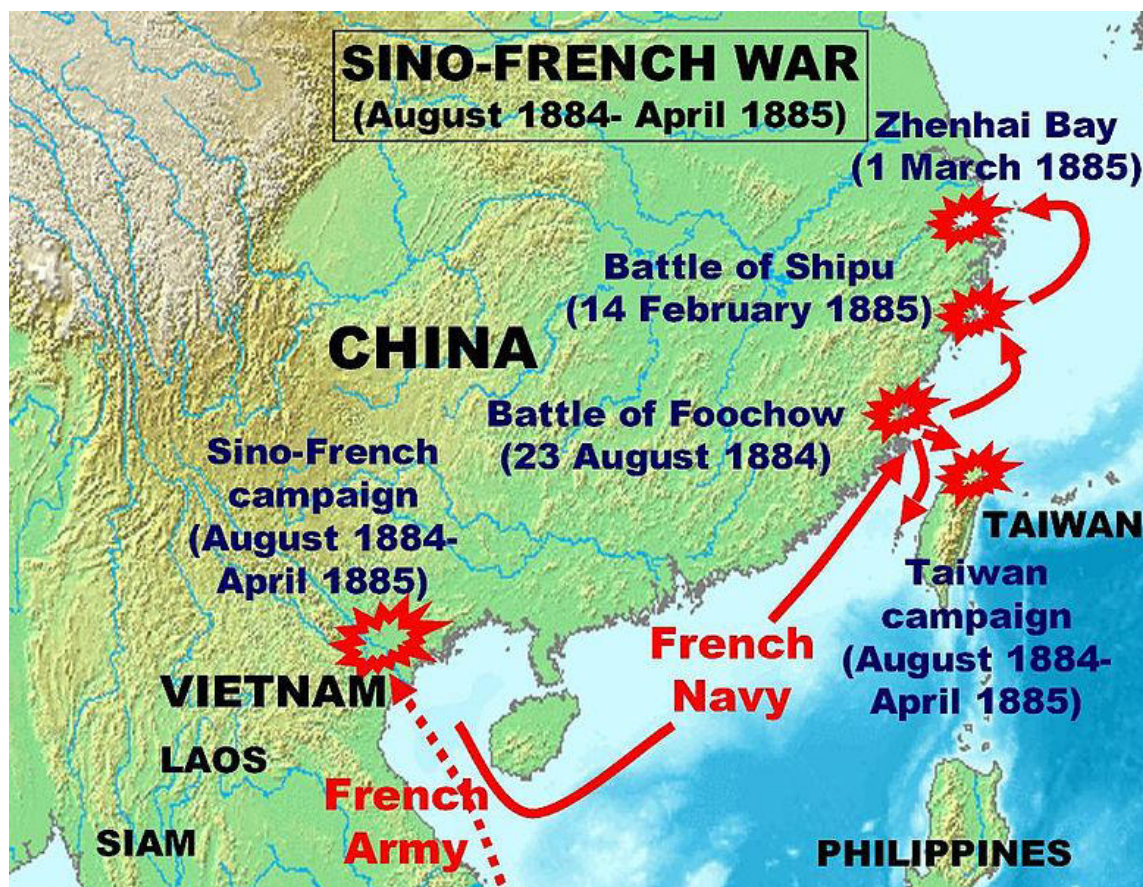 SINO-FRENCH WAR
(August 1884- April 1885)
Zhenhai Bay
(1 March 1885)
Battle of Shipu
(14 February 1885)
CHINA
Battle of Foochow
(23 August 1884)
Sino-French
campaign
(August 1884-
April 1885)
TAIWAN
Taiwan
campaign
(August 1884-
April 1885)
French
Navy
VIETNAM
LAOS
French
Army
SIAM
PHILIPPINES